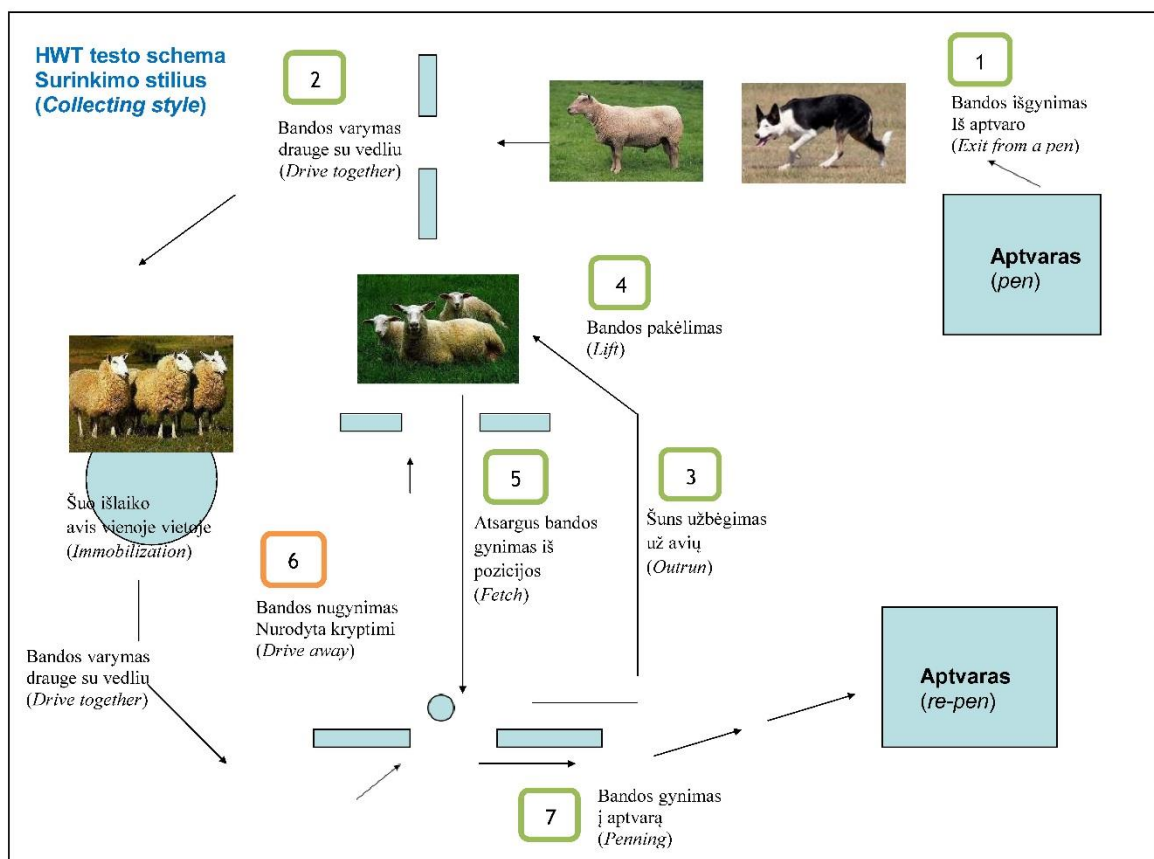 HWT testo schema
Surinkimo stilius
(Collecting style)
1
Bandos išgynimas
Iš aptvaro
(Exit from a pen)
2
Bandos varymas
drauge su vedliu
(Drive together)
Aptvaras
(pen)
4
Bandos pakėlimas
(Lift)
Šuo išlaiko
avis vienoje vietoje
(Immobilization)
5
Atsargus bandos
gynimas iš
pozicijos
(Fetch)
3
Šuns užbėgimas
už avių
(Outrun)
6
Bandos nugynimas
Nurodyta kryptimi
(Drive away)
Bandos varymas
drauge su vedliu
(Drive together)
Aptvaras
(re-pen)
7
Bandos gynimas
į aptvarą
(Penning)